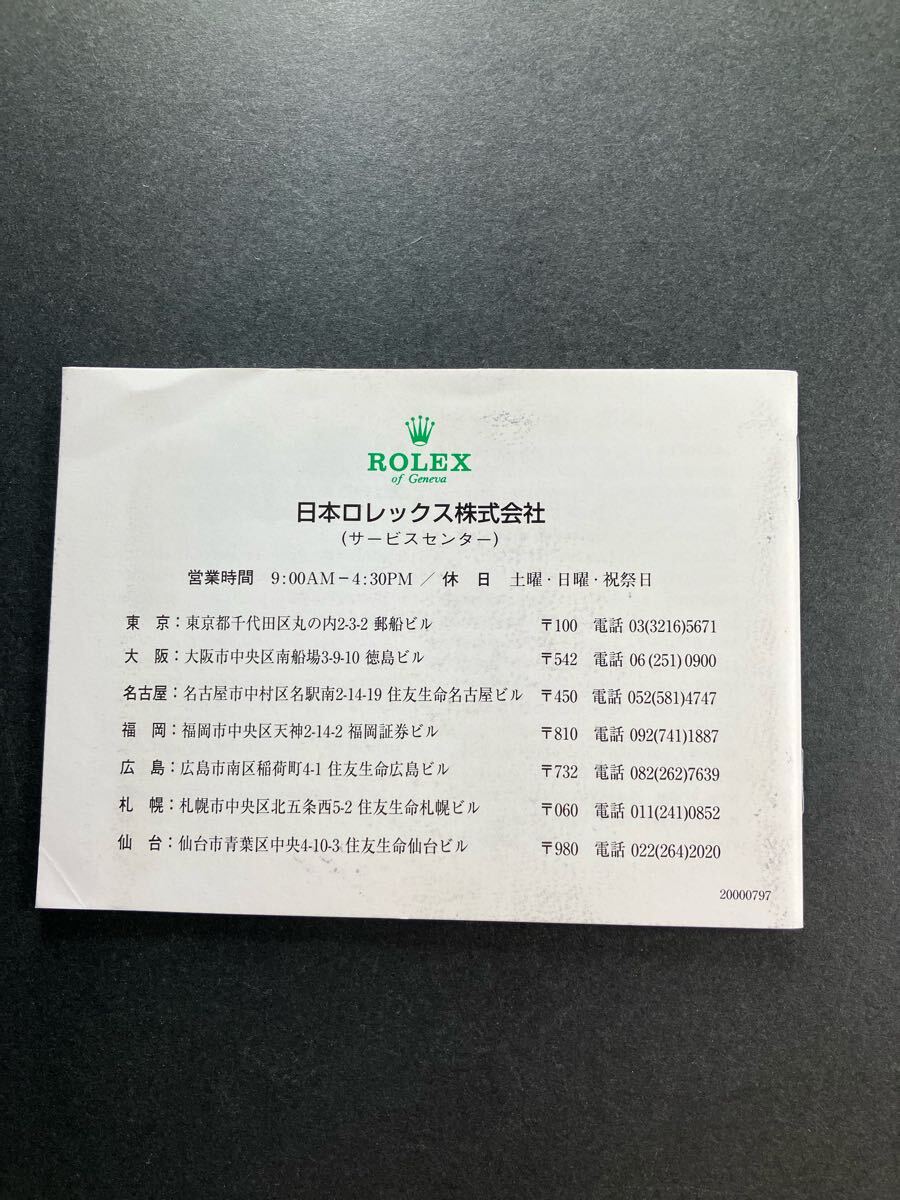 ROLEX
of Geneva
日本ロレックス株式会社
(サービスセンター)
営業時間 9:00AM－4:30PM ／ 休 日 土曜・日曜・祝祭日
東 京：東京都千代田区丸の内2-3-2 郵船ビル 〒100 電話 03(3216)5671
大 阪：大阪市中央区南船場3-9-10 徳島ビル 〒542 電話 06(251)0900
名古屋：名古屋市中村区名駅南2-14-19 住友生命名古屋ビル 〒450 電話 052(581)4747
福 岡：福岡市中央区天神2-14-2 福岡証券ビル 〒810 電話 092(741)1887
広 島：広島市南区稲荷町4-1 住友生命広島ビル 〒732 電話 082(262)7639
札 幌：札幌市中央区北五条西5-2 住友生命札幌ビル 〒060 電話 011(241)0852
仙 台：仙台市青葉区中央4-10-3 住友生命仙台ビル 〒980 電話 022(264)2020
20000797